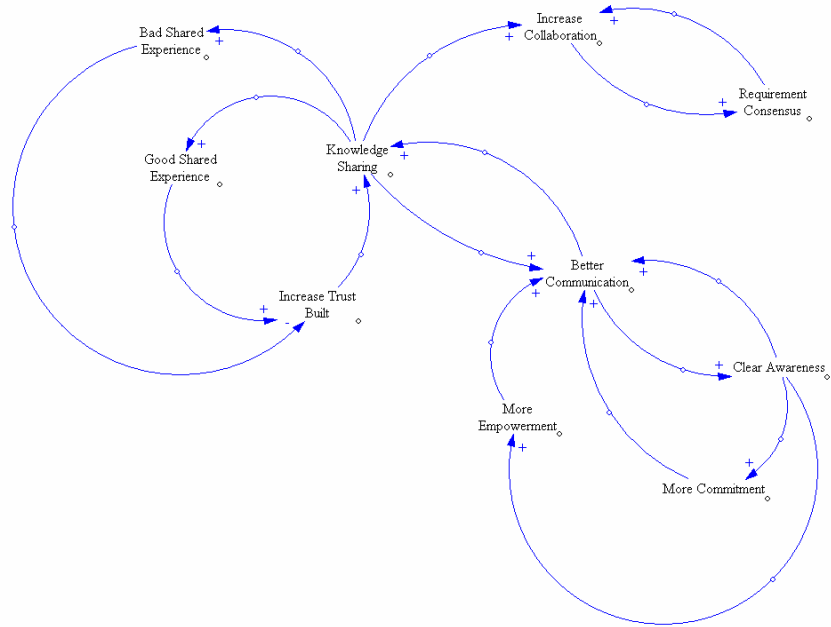 Increase
Collaboration
Bad Shared
Experience
+
+
+
Requirement
Consensus
+
Good Shared
Experience
+
Knowledge
Sharing
+
+
Better
Communication
+
+
+
+
Increase Trust
Built
+
-
Clear Awareness
+
More
Empowerment
+
More Commitment
+